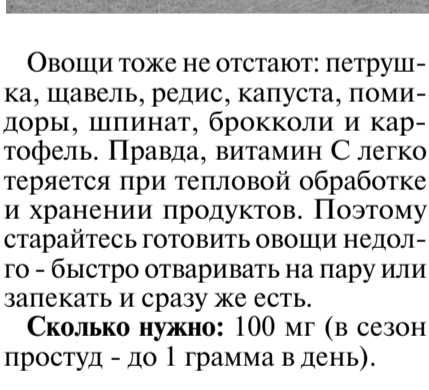 Овощи тоже не отстают: петруш-
ка, щавель, редис, капуста, поми-
доры, шпинат, брокколи и кар-
тофель. Правда, витамин С легко
теряется при тепловой обработке
и хранении продуктов. Поэтому
старайтесь готовить овощи недол-
го - быстро отваривать на пару или
запекать и сразу же есть.
Сколько нужно: 100 мг (в сезон
простуд - до 1 грамма в день).